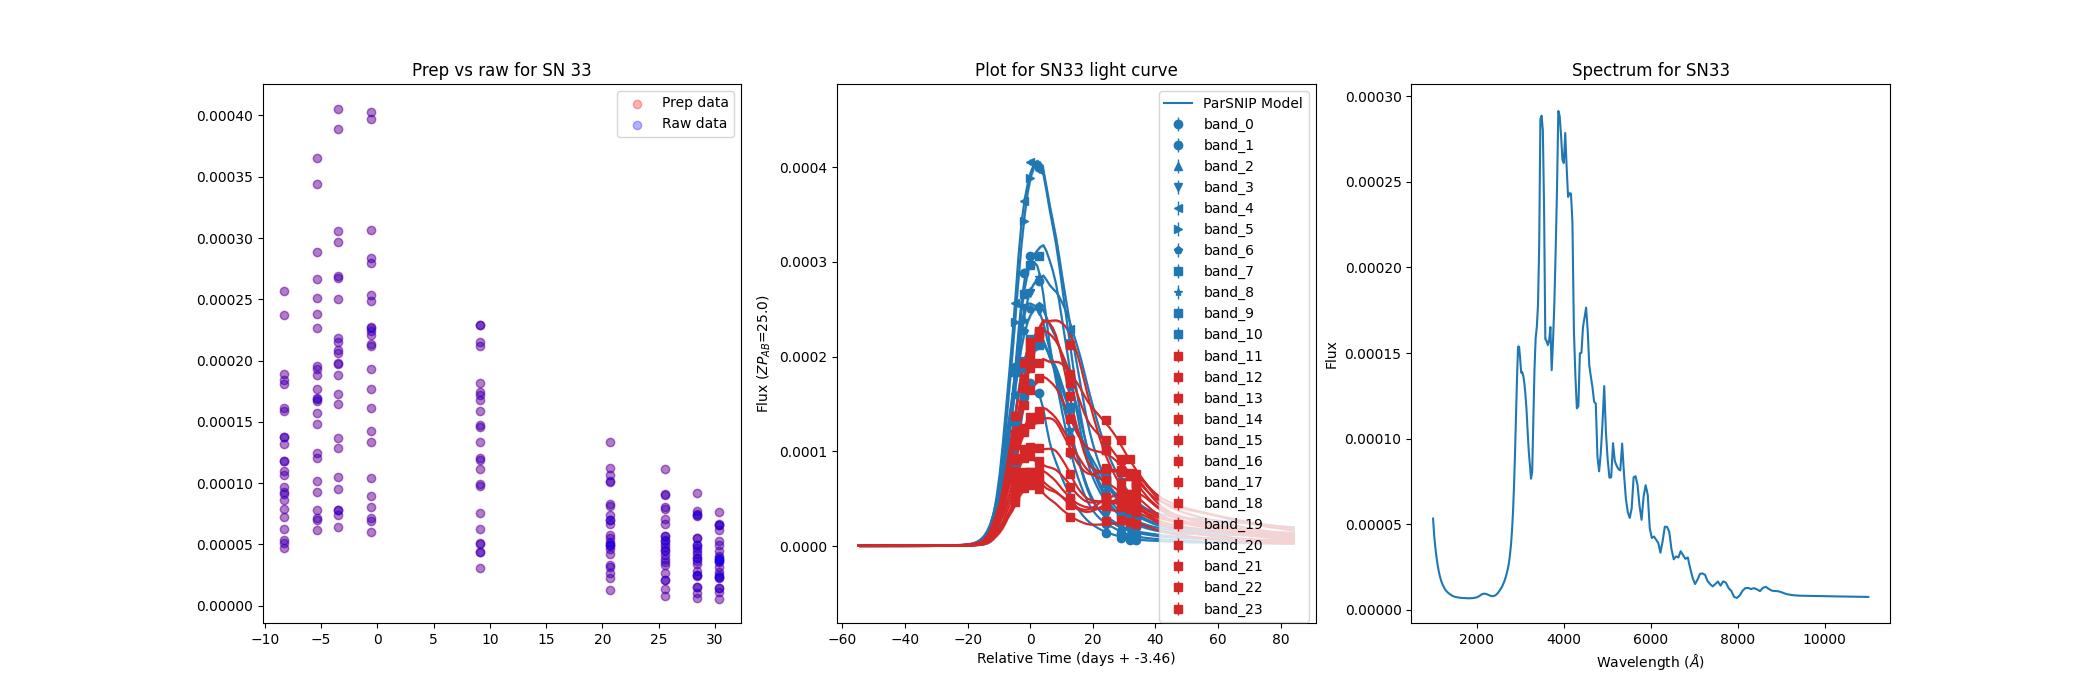 Prep vs raw for SN 33
Prep data
Raw data
0.00040
0.00035
0.00030
0.00025
0.00020
0.00015
0.00010
0.00005
0.00000
−10
−5
0
5
10
15
20
25
30
Plot for SN33 light curve
ParSNIP Model
band_0
band_1
band_2
band_3
band_4
band_5
band_6
band_7
band_8
band_9
band_10
band_11
band_12
band_13
band_14
band_15
band_16
band_17
band_18
band_19
band_20
band_21
band_22
band_23
Flux (ZP_AB=25.0)
0.0004
0.0003
0.0002
0.0001
0.0000
−60
−40
−20
0
20
40
60
80
Relative Time (days + -3.46)
Spectrum for SN33
Flux
0.00030
0.00025
0.00020
0.00015
0.00010
0.00005
0.00000
2000
4000
6000
8000
10000
Wavelength (Å)